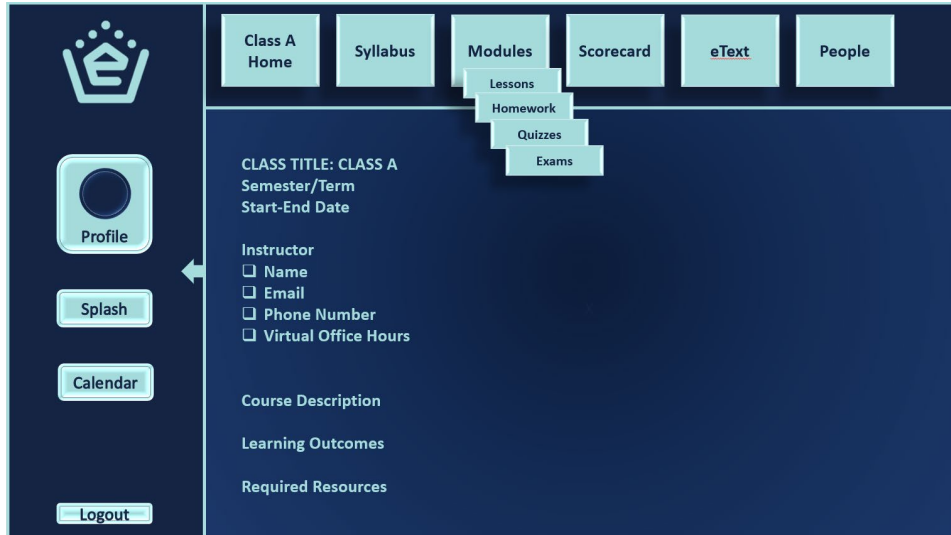 Class A
Home
Syllabus
Modules
Scorecard
eText
People
Lessons
Homework
Quizzes
Exams
Profile
Splash
Calendar
Logout
CLASS TITLE: CLASS A
Semester/Term
Start-End Date
Instructor
❑ Name
❑ Email
❑ Phone Number
❑ Virtual Office Hours
Course Description
Learning Outcomes
Required Resources